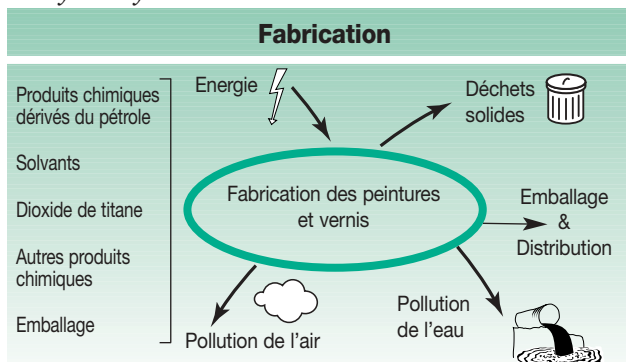 Fabrication
Produits chimiques
dérivés du pétrole
Solvants
Dioxide de titane
Autres produits
chimiques
Emballage
Energie
Déchets
solides
Fabrication des peintures
et vernis
Emballage
&
Distribution
Pollution de l'air
Pollution
de l'eau